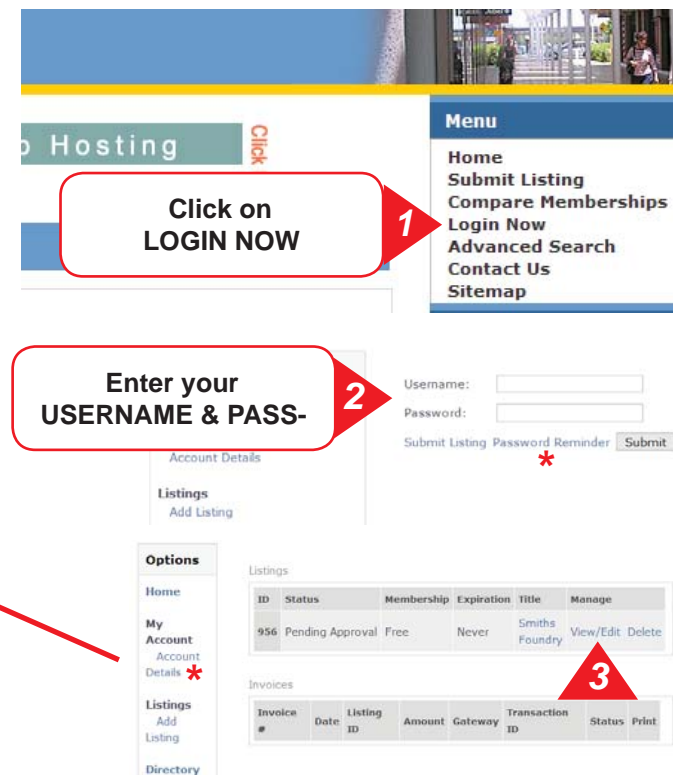 Hosting
Click
Menu
Home
Submit Listing
Compare Memberships
Login Now
Advanced Search
Contact Us
Sitemap
Click on
LOGIN NOW
1
Enter your
USERNAME & PASS-
2
Username:
Password:
Submit Listing Password Reminder Submit
*
Account Details
Listings
Add Listing
Options
Home
My
Account
Account
Details *
Listings
Add
Listing
Directory
Listings
ID Status Membership Expiration Title Manage
956 Pending Approval Free Never Smiths Foundry View/Edit Delete
3
Invoices
Invoice # Date Listing ID Amount Gateway Transaction ID Status Print